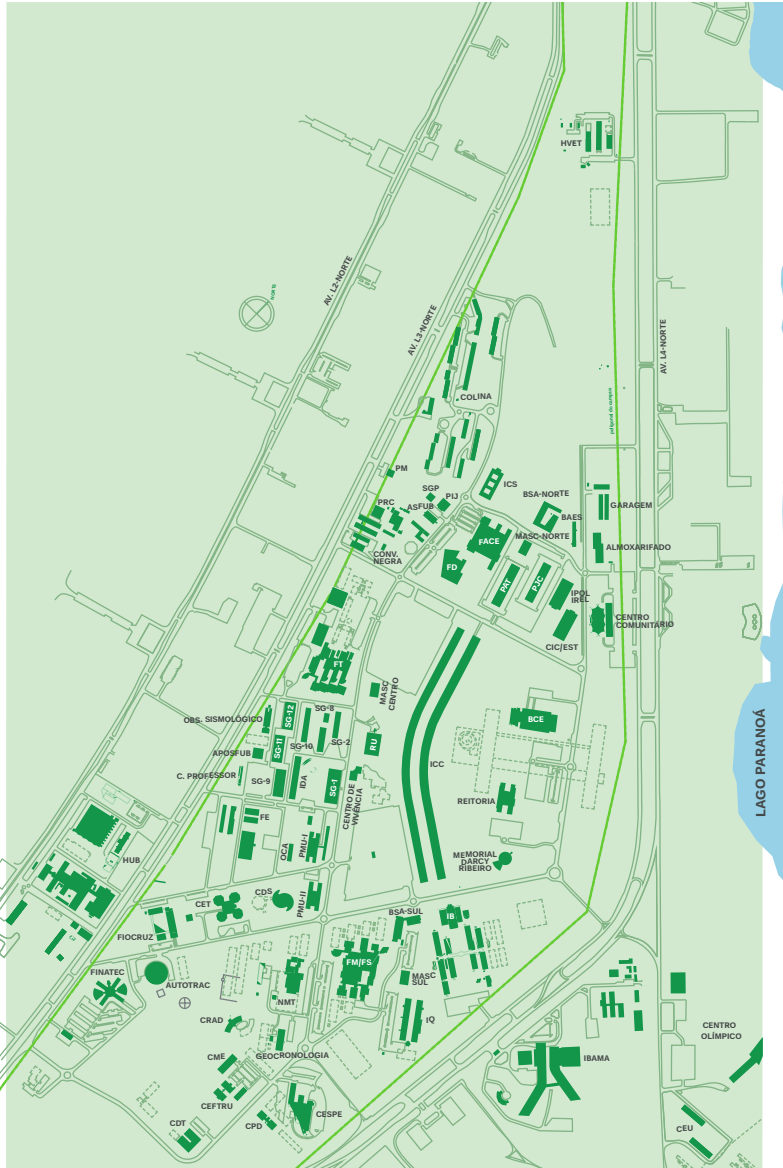 HVET
AV. L2-NORTE
NORTE
AV. L3-NORTE
AV. L4-NORTE
COLINA
poligonal do campus
PM
SGP
PIJ
ICS
PRC
ASFUB
BSA-NORTE
BAES
GARAGEM
FACE
MASC-NORTE
ALMOXARIFADO
CONV.
NEGRA
FD
PAT
PJC
IPOL
IREL
CENTRO
COMUNITÁRIO
CIC/EST
FT
MASC
CENTRO
OBS. SISMOLÓGICO
SG-12
SG-8
BCE
SG-11
SG-10
SG-2
RU
APOSFUB
LAGO PARANOÁ
C. PROFESSOR
SG-9
IDA
SG-1
CENTRO DE
VIVÊNCIA
ICC
REITORIA
FE
HUB
OCA
PMU-I
MEMORIAL
DARCY
RIBEIRO
CET
CDS
PMU-II
BSA-SUL
IB
FIOCRUZ
FM/FS
FINATEC
AUTOTRAC
NMT
MASC
SUL
CRAD
IQ
CENTRO
OLÍMPICO
CME
GEOCRONOLOGIA
IBAMA
CEFTRU
CESPE
CDT
CPD
CEU